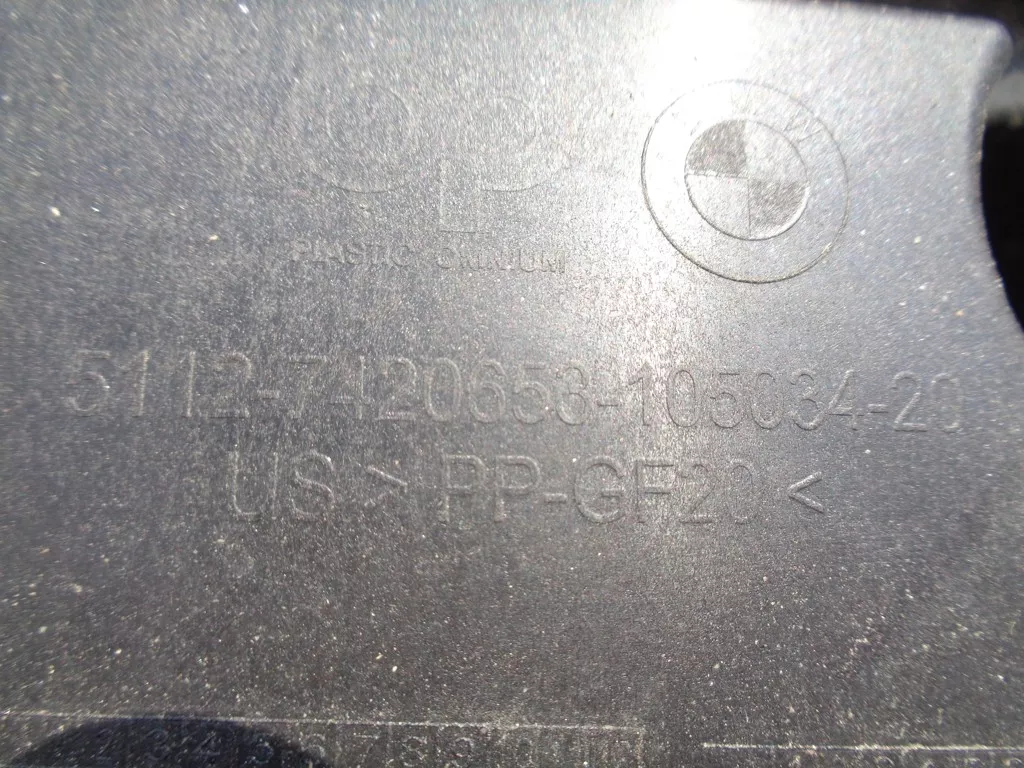 PLASTIC OMNIUM
5112-7420658-105034-20
US > PP-GF20 <